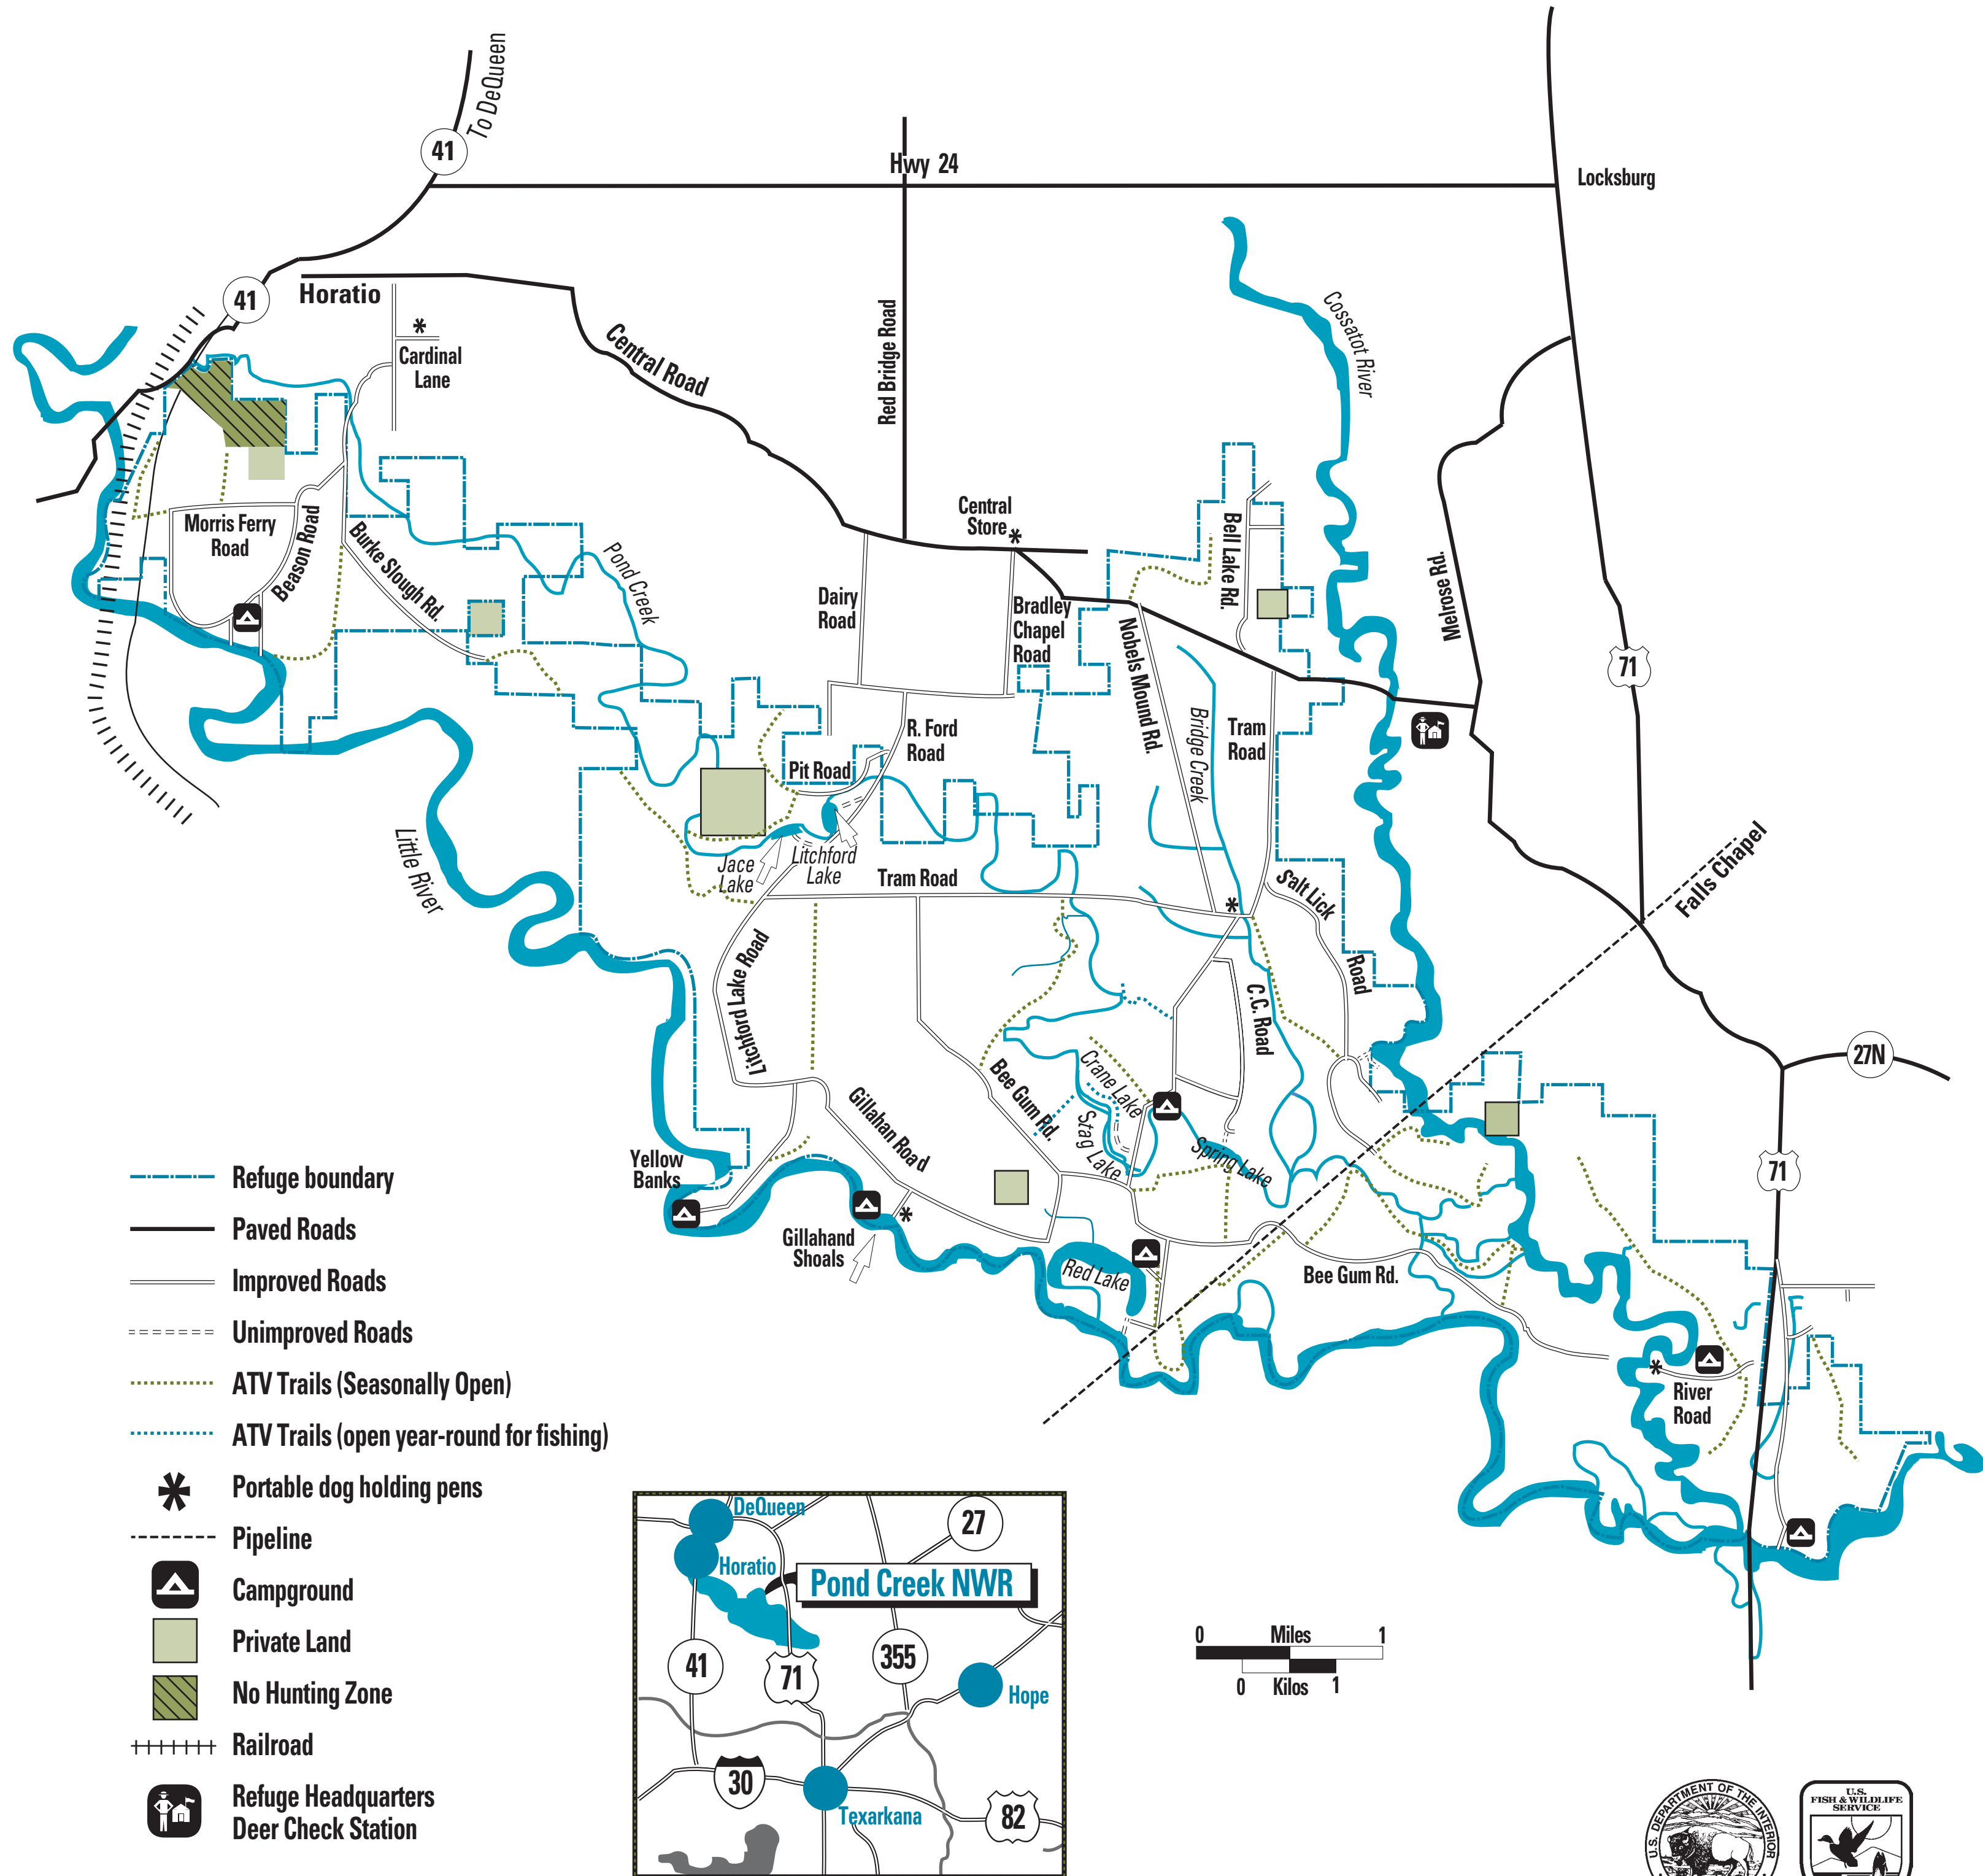 To DeQueen
41
Hwy 24
Locksburg
41
Horatio
Cardinal
Lane
Central Road
Red Bridge Road
Cossatot River
Central
Store
Morris Ferry
Road
Beason Road
Burke Slough Rd.
Pond Creek
Dairy
Road
Bradley
Chapel
Road
Nobels Mound Rd.
Bell Lake Rd.
Melrose Rd.
71
R. Ford
Road
Pit Road
Bridge Creek
Tram
Road
Little River
Jace
Lake
Litchford
Lake
Tram Road
Salt Lick
Road
Falls Chapel
Litchford Lake Road
C.C. Road
27N
Gillahan Road
Bee Gum Rd.
Crane Lake
Stag Lake
Spring Lake
71
Yellow
Banks
Gillahand
Shoals
Red Lake
Bee Gum Rd.
River
Road
Refuge boundary
Paved Roads
Improved Roads
Unimproved Roads
ATV Trails (Seasonally Open)
ATV Trails (open year-round for fishing)
Portable dog holding pens
Pipeline
Campground
Private Land
No Hunting Zone
Railroad
Refuge Headquarters
Deer Check Station
DeQueen
27
Horatio
Pond Creek NWR
41
71
355
Hope
30
Texarkana
82
0 Miles 1
0 Kilos 1
U.S. DEPARTMENT OF THE INTERIOR
U.S.
FISH & WILDLIFE
SERVICE